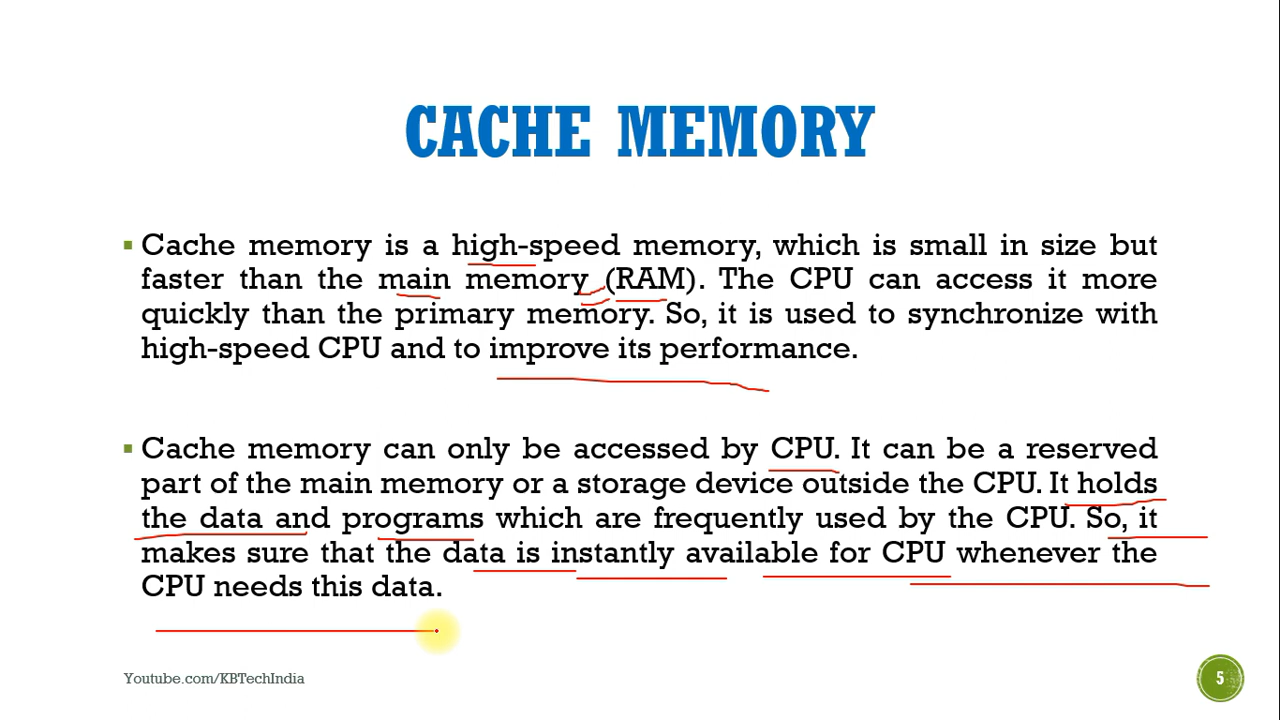 CACHE MEMORY
▪ Cache memory is a high-speed memory, which is small in size but
faster than the main memory (RAM). The CPU can access it more
quickly than the primary memory. So, it is used to synchronize with
high-speed CPU and to improve its performance.
▪ Cache memory can only be accessed by CPU. It can be a reserved
part of the main memory or a storage device outside the CPU. It holds
the data and programs which are frequently used by the CPU. So, it
makes sure that the data is instantly available for CPU whenever the
CPU needs this data.
Youtube.com/KBTechIndia
5